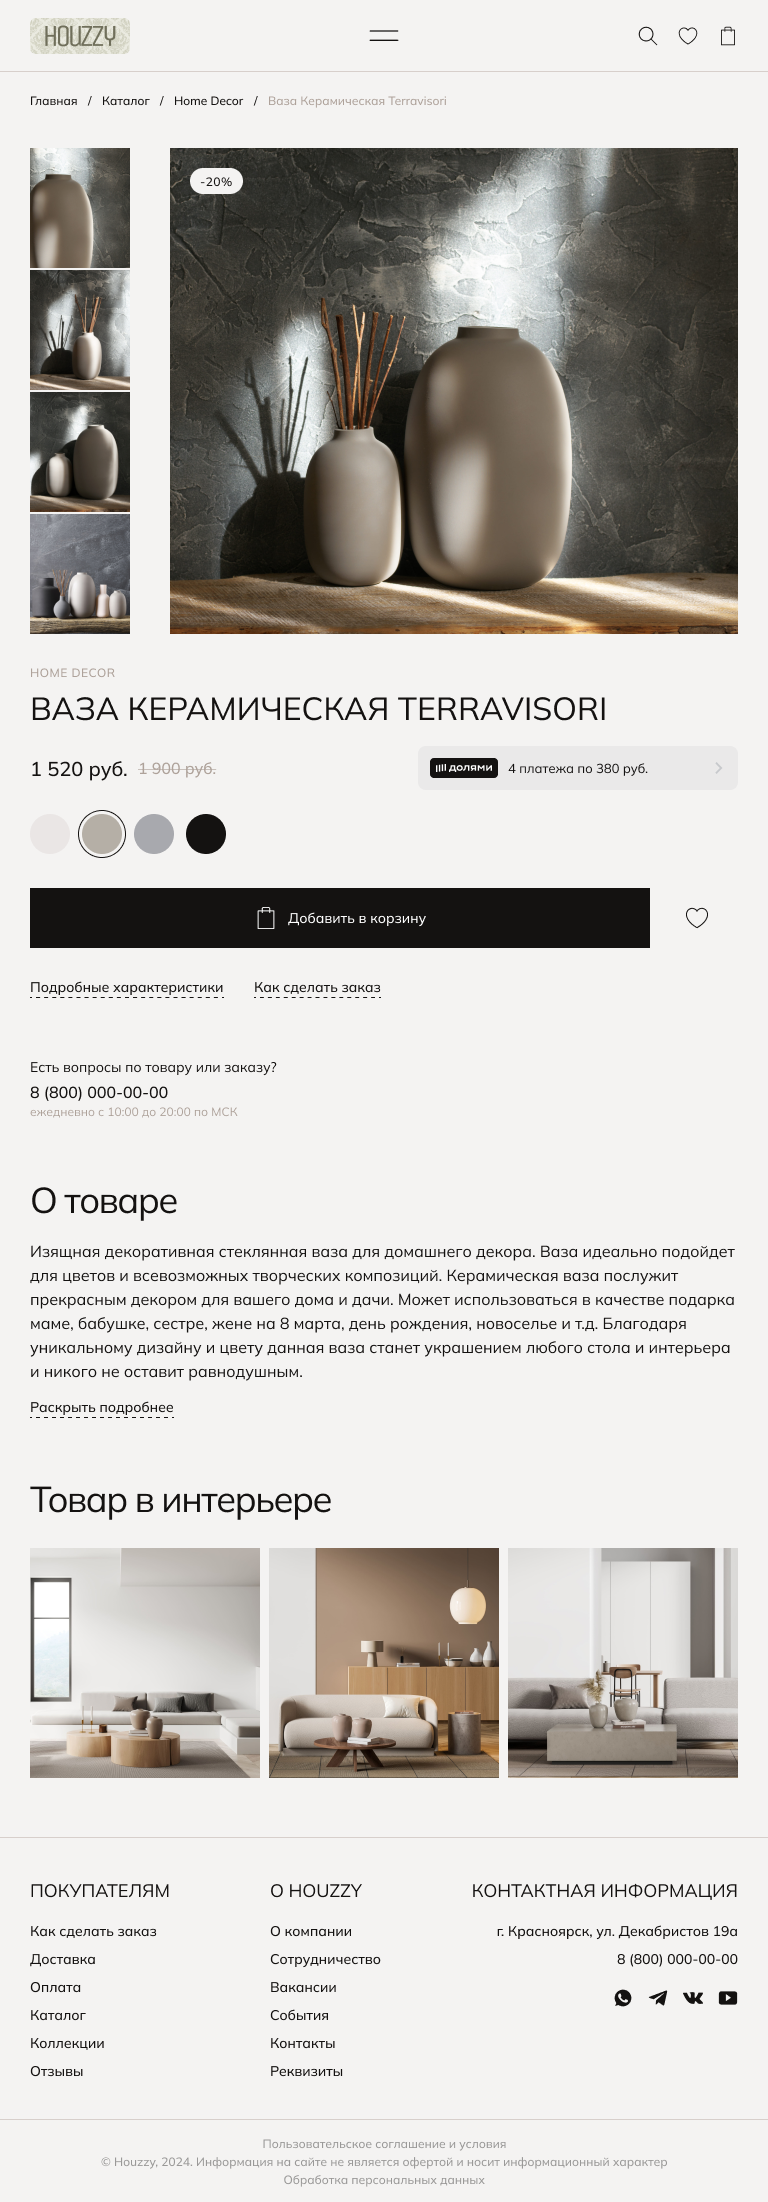 HOUZZY
Главная / Каталог / Home Decor / Ваза Керамическая Terravisori
-20%
HOME DECOR
ВАЗА КЕРАМИЧЕСКАЯ TERRAVISORI
1 520 руб. 1 900 руб.
долями 4 платежа по 380 руб.
Добавить в корзину
Подробные характеристики Как сделать заказ
Есть вопросы по товару или заказу?
8 (800) 000-00-00
ежедневно с 10:00 до 20:00 по МСК
О товаре
Изящная декоративная стеклянная ваза для домашнего декора. Ваза идеально подойдет
для цветов и всевозможных творческих композиций. Керамическая ваза послужит
прекрасным декором для вашего дома и дачи. Может использоваться в качестве подарка
маме, бабушке, сестре, жене на 8 марта, день рождения, новоселье и т.д. Благодаря
уникальному дизайну и цвету данная ваза станет украшением любого стола и интерьера
и никого не оставит равнодушным.
Раскрыть подробнее
Товар в интерьере
ПОКУПАТЕЛЯМ
Как сделать заказ
Доставка
Оплата
Каталог
Коллекции
Отзывы
О HOUZZY
О компании
Сотрудничество
Вакансии
События
Контакты
Реквизиты
КОНТАКТНАЯ ИНФОРМАЦИЯ
г. Красноярск, ул. Декабристов 19а
8 (800) 000-00-00
Пользовательское соглашение и условия
© Houzzy, 2024. Информация на сайте не является офертой и носит информационный характер
Обработка персональных данных